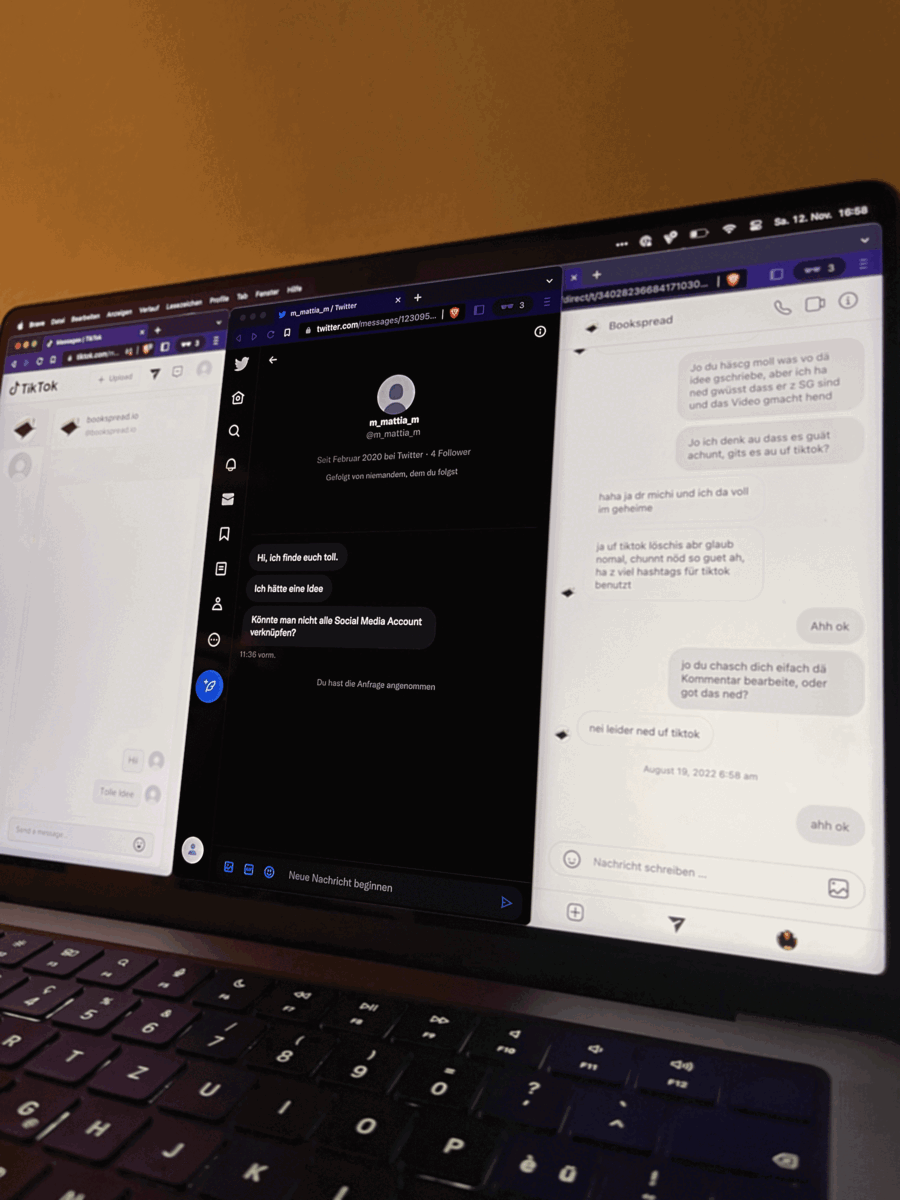 Sa. 12. Nov. 16:58
Brave Datei Bearbeiten Anzeigen Verlauf Lesezeichen Profile Tab Fenster Hilfe
Messages | TikTok
3
TikTok
+ Upload
bookspread.io
@bookspread.io
Hi
Tolle Idee
Send a message...
m_mattia_m / Twitter
twitter.com/messages/123095...
3
m_mattia_m
@m_mattia_m
Seit Februar 2020 bei Twitter · 4 Follower
Gefolgt von niemandem, dem du folgst
Hi, ich finde euch toll.
Ich hätte eine Idee
Könnte man nicht alle Social Media Account
verknüpfen?
11:36 vorm.
Du hast die Anfrage angenommen
Neue Nachricht beginnen
direct/t/34028236684171030...
3
Bookspread
Jo du häscg moll was vo dä
idee gschriebe, aber ich ha
ned gwüsst dass er z SG sind
und das Video gmacht hend
Jo ich denk au dass es guät
achunt, gits es au uf tiktok?
haha ja dr michi und ich da voll
im geheime
ja uf tiktok löschis abr glaub
nomal, chunnt nöd so guet ah,
ha z viel hashtags für tiktok
benutzt
Ahh ok
jo du chasch dich eifach dä
Kommentar bearbeite, oder
got das ned?
nei leider ned uf tiktok
August 19, 2022 6:58 am
ahh ok
Nachricht schreiben ...
F5 F6 F7 F8 F9 F10 F11 F12
ç 4 % 5 & 6 / 7 ( 8 ) 9 = 0 ? ' ` ^
R T Z U I O P è ü !
G @ H J K L